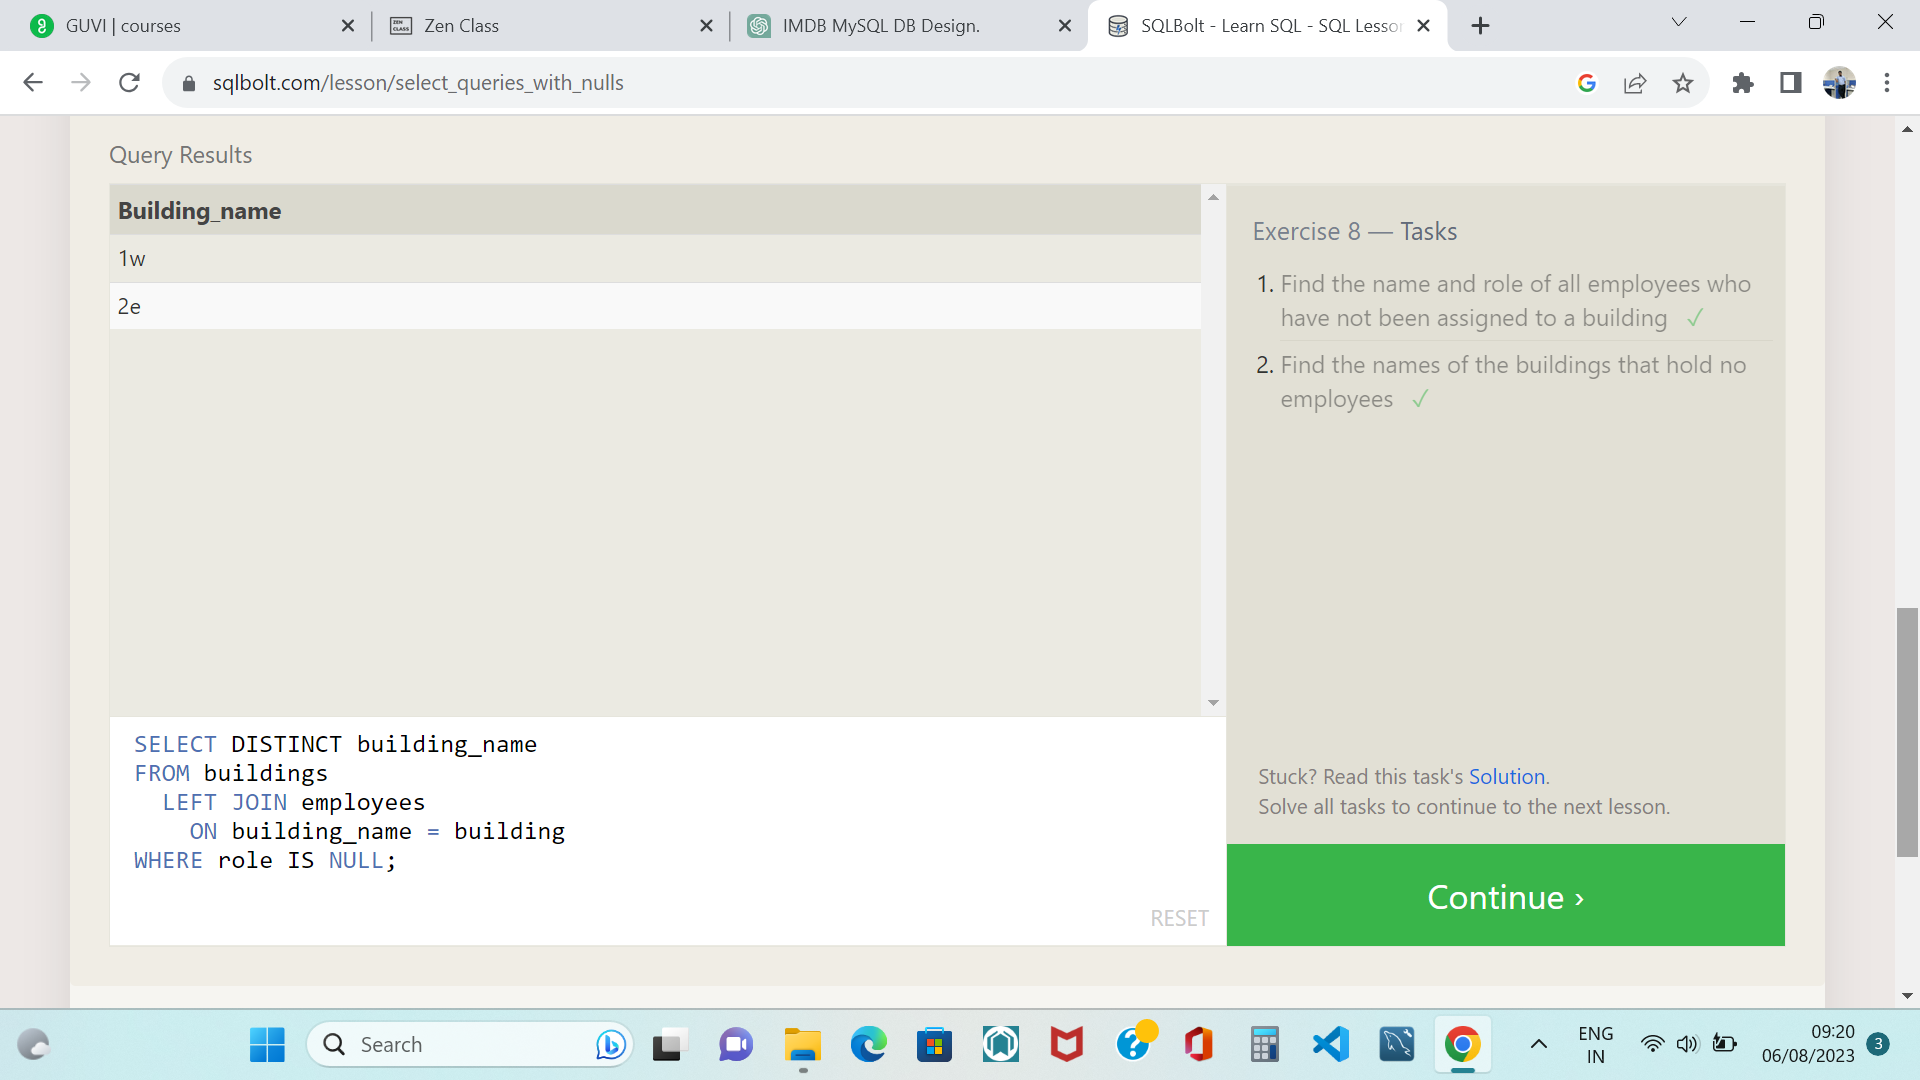 GUVI | courses
Zen Class
IMDB MySQL DB Design.
SQLBolt - Learn SQL - SQL Lesson
sqlbolt.com/lesson/select_queries_with_nulls
Query Results
Building_name
1w
2e
Exercise 8 — Tasks
1. Find the name and role of all employees who
have not been assigned to a building ✓
2. Find the names of the buildings that hold no
employees ✓
SELECT DISTINCT building_name
FROM buildings
LEFT JOIN employees
ON building_name = building
WHERE role IS NULL;
RESET
Stuck? Read this task's Solution.
Solve all tasks to continue to the next lesson.
Continue ›
Search
ENG
IN
09:20
06/08/2023
3